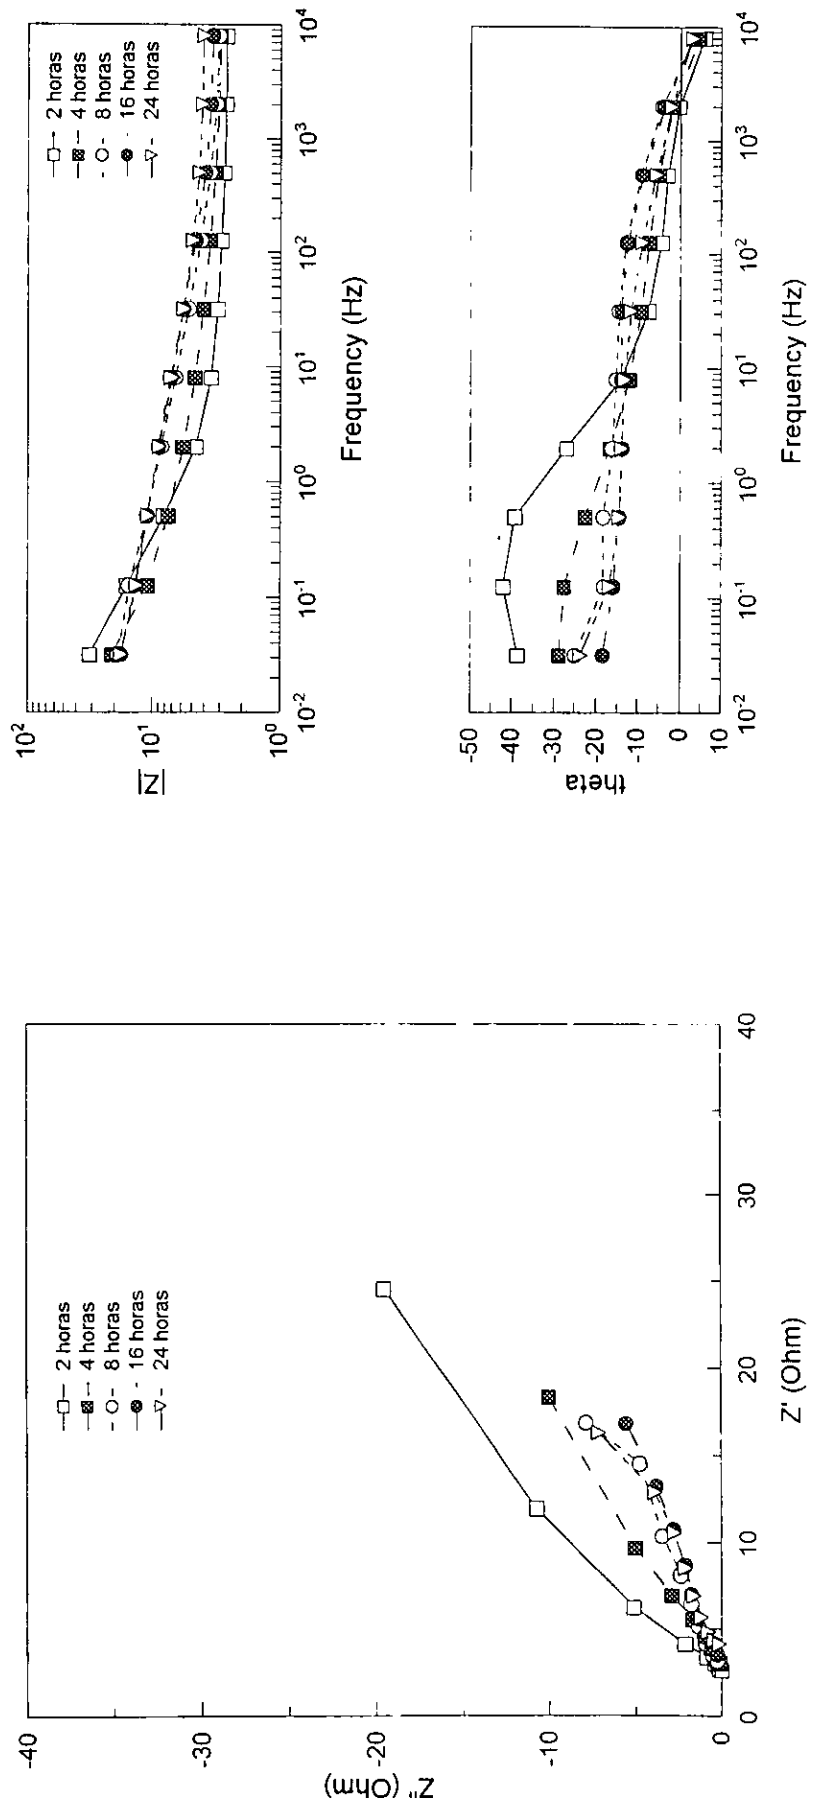 2 horas
4 horas
8 horas
16 horas
24 horas
-40
-30
-20
-10
0
Z'' (Ohm)
0
10
20
30
40
Z' (Ohm)
2 horas
4 horas
8 horas
16 horas
24 horas
10²
10¹
10⁰
|Z|
10⁻²
10⁻¹
10⁰
10¹
10²
10³
10⁴
Frequency (Hz)
-50
-40
-30
-20
-10
0
10
theta
10⁻²
10⁻¹
10⁰
10¹
10²
10³
10⁴
Frequency (Hz)